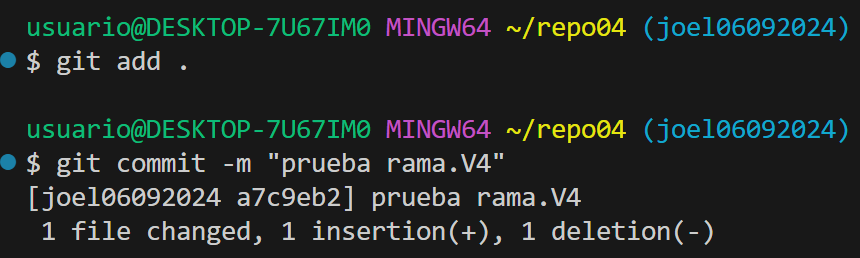 usuario@DESKTOP-7U67IM0 MINGW64 ~/repo04 (joel06092024)
$ git add .
usuario@DESKTOP-7U67IM0 MINGW64 ~/repo04 (joel06092024)
$ git commit -m "prueba rama.V4"
[joel06092024 a7c9eb2] prueba rama.V4
 1 file changed, 1 insertion(+), 1 deletion(-)